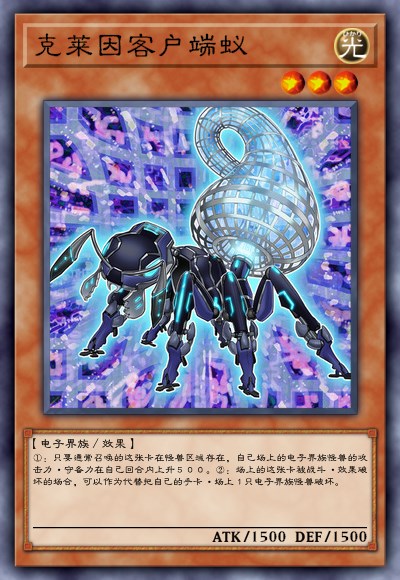 克莱因客户端蚁
光
【电子界族／效果】
①：只要通常召唤的这张卡在怪兽区域存在，自己场上的电子界族怪兽的攻
击力・守备力在自己回合内上升５００。②：场上的这张卡被战斗・效果破
坏的场合，可以作为代替把自己的手卡・场上１只电子界族怪兽破坏。
ATK/1500 DEF/1500